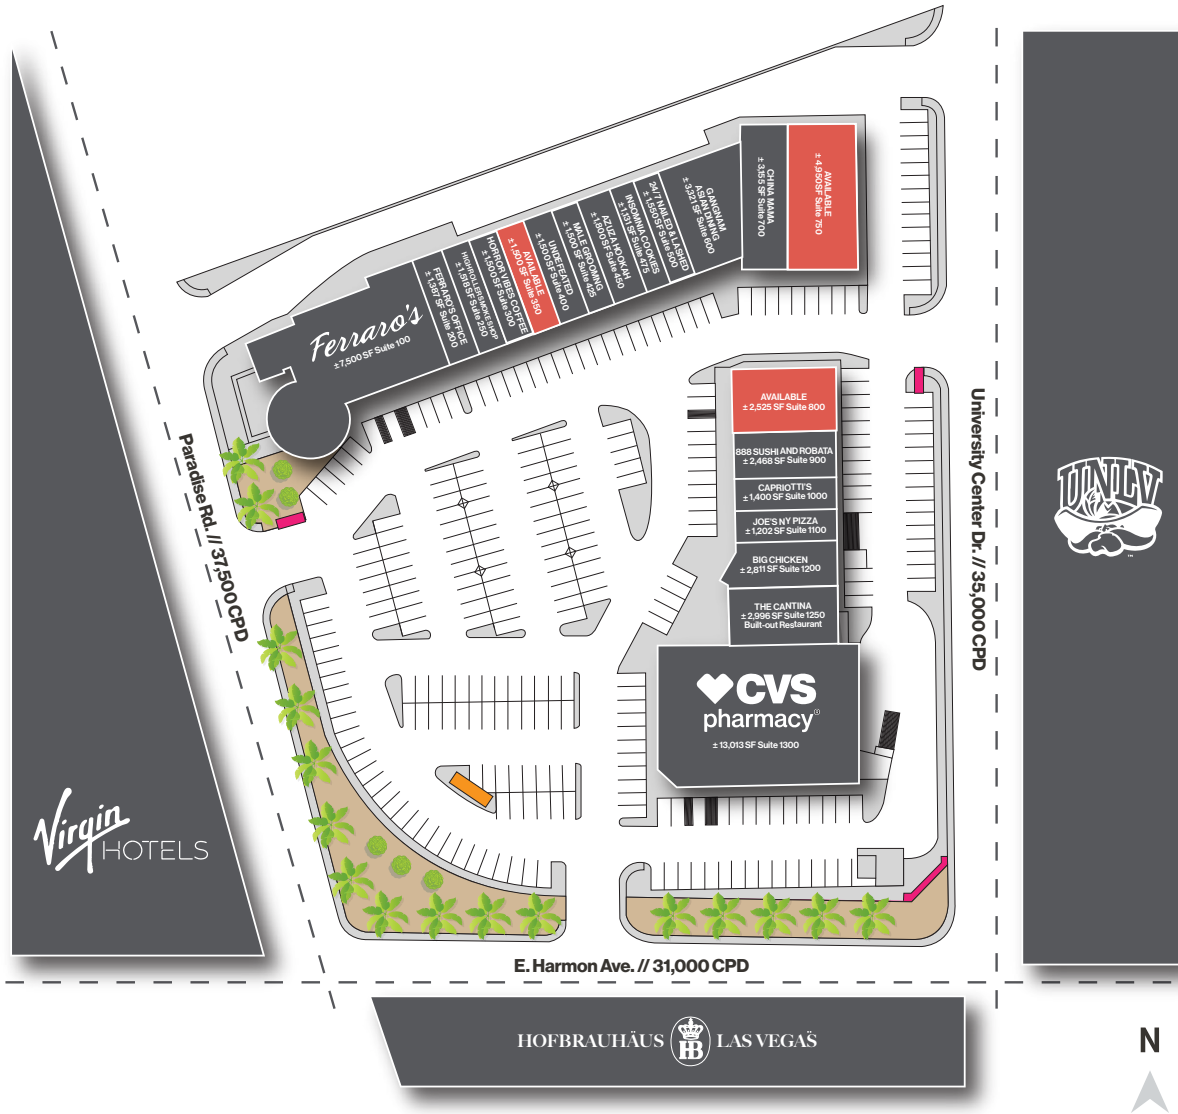 CHINA MAMA
± 3,155 SF Suite 700
AVAILABLE
± 4,950SF Suite 750
GANGNAM
ASIAN DINING
± 3,321 SF Suite 600
24/7 NAILED & LASHED
± 1,550 SF Suite 500
INSOMNIA COOKIES
± 1,131 SF Suite 475
AZUZA HOOKAH
± 1,800 SF Suite 450
MALE GROOMING
± 1,500 SF Suite 425
UNDEFEATED
± 1,500 SF Suite 400
AVAILABLE
± 1,500 SF Suite 350
HORROR VIBES COFFEE
± 1,500 SF Suite 300
HIGHROLLER SMOKE SHOP
± 1,518 SF Suite 250
FERRARO'S OFFICE
± 1,387 SF Suite 200
Ferraro's
± 7,500 SF Suite 100
AVAILABLE
± 2,525 SF Suite 800
888 SUSHI AND ROBATA
± 2,468 SF Suite 900
CAPRIOTTI'S
± 1,400 SF Suite 1000
JOE'S NY PIZZA
± 1,202 SF Suite 1100
BIG CHICKEN
± 2,811 SF Suite 1200
THE CANTINA
± 2,996 SF Suite 1250
Built-out Restaurant
CVS
pharmacy®
± 13,013 SF Suite 1300
Paradise Rd. // 37,500 CPD
University Center Dr. // 35,000 CPD
UNLV
Virgin
HOTELS
E. Harmon Ave. // 31,000 CPD
HOFBRAUHÄUS HB LAS VEGAS
N